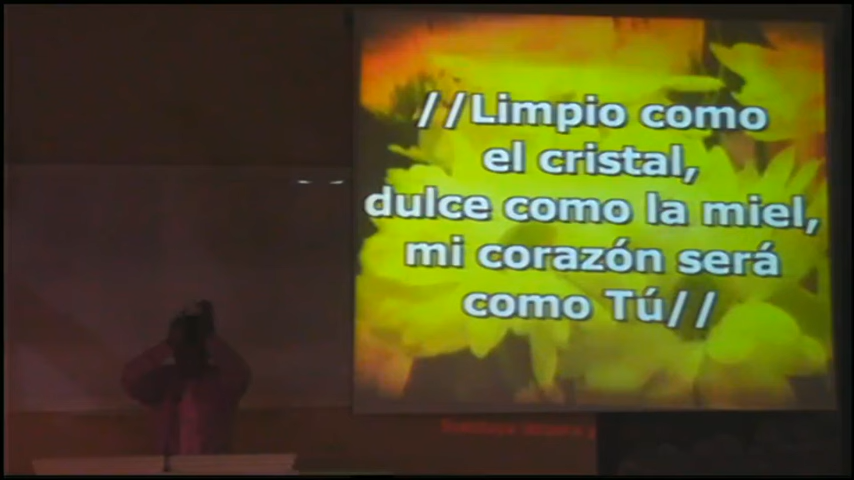 //Limpio como
el cristal,
dulce como la miel,
mi corazón será
como Tú//